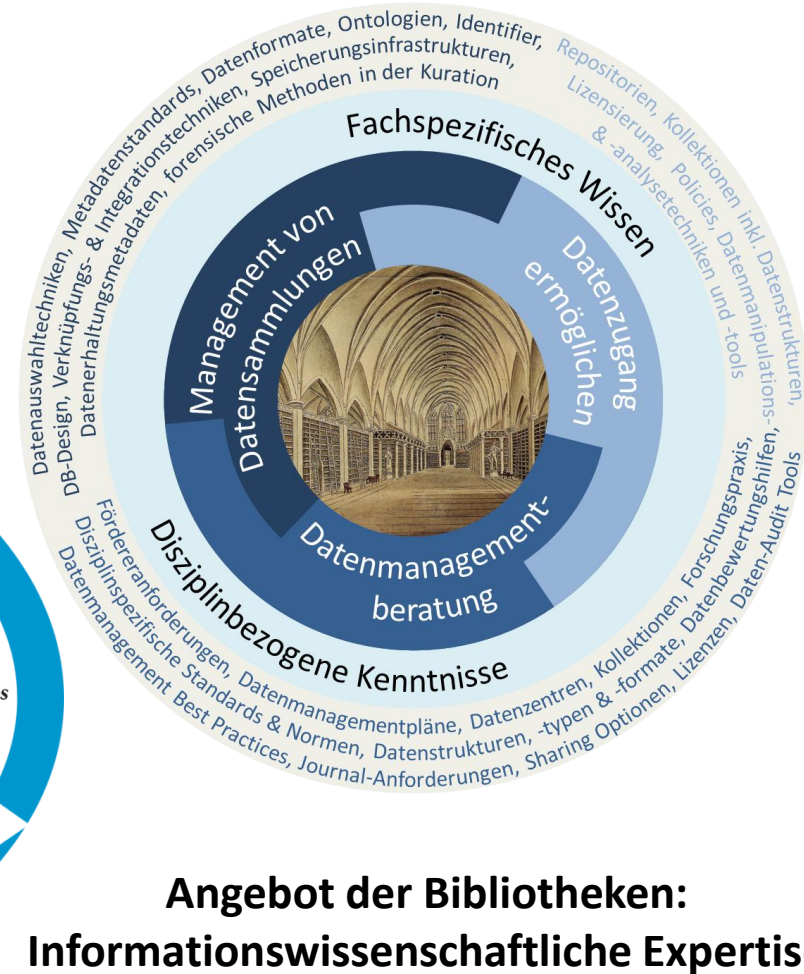 Datenauswahltechniken, Metadatenstandards, Datenformate, Ontologien, Identifier,
DB-Design, Verknüpfungs- & Integrationstechniken, Speicherungsinfrastrukturen,
Datenerhaltungsmetadaten, forensische Methoden in der Kuration
Repositorien, Kollektionen inkl. Datenstrukturen,
Lizensierung, Policies, Datenmanipulations-
& -analysetechniken und -tools
Fachspezifisches Wissen
Management von
Datensammlungen
Datenzugang
ermöglichen
Datenmanagement-
beratung
Disziplinbezogene Kenntnisse
Fördereranforderungen, Datenmanagementpläne, Datenzentren, Kollektionen, Forschungspraxis,
Disziplinspezifische Standards & Normen, Datenstrukturen, -typen & -formate, Datenbewertungshilfen,
Datenmanagement Best Practices, Journal-Anforderungen, Sharing Optionen, Lizenzen, Daten-Audit Tools
s
Angebot der Bibliotheken:
Informationswissenschaftliche Expertis